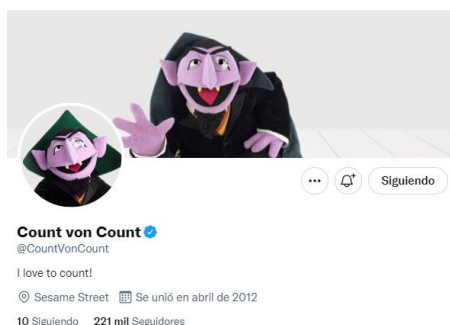 Siguiendo
Count von Count
@CountVonCount
I love to count!
Sesame Street Se unió en abril de 2012
10 Siguiendo 221 mil Seguidores